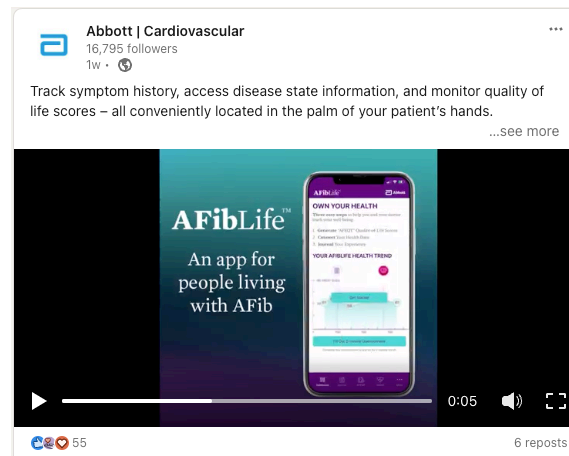 Abbott | Cardiovascular
16,795 followers
1w •
Track symptom history, access disease state information, and monitor quality of
life scores – all conveniently located in the palm of your patient's hands.
...see more
AFibLife™
An app for
people living
with AFib
AFibLife™ Abbott
OWN YOUR HEALTH
YOUR AFIBLIFE HEALTH TREND
0:05
55
6 reposts